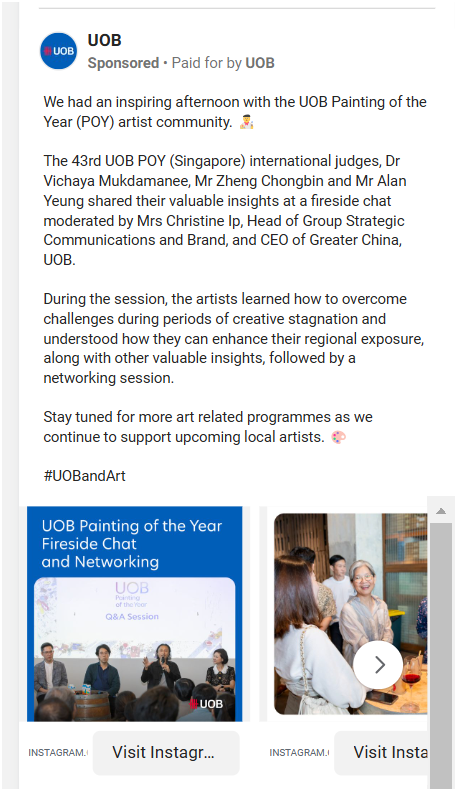 UOB
UOB
Sponsored • Paid for by UOB
We had an inspiring afternoon with the UOB Painting of the
Year (POY) artist community. 🧑‍🎨
The 43rd UOB POY (Singapore) international judges, Dr
Vichaya Mukdamanee, Mr Zheng Chongbin and Mr Alan
Yeung shared their valuable insights at a fireside chat
moderated by Mrs Christine Ip, Head of Group Strategic
Communications and Brand, and CEO of Greater China,
UOB.
During the session, the artists learned how to overcome
challenges during periods of creative stagnation and
understood how they can enhance their regional exposure,
along with other valuable insights, followed by a
networking session.
Stay tuned for more art related programmes as we
continue to support upcoming local artists. 🎨
#UOBandArt
UOB Painting of the Year
Fireside Chat
and Networking
UOB
Painting
of the Year
Q&A Session
UOB
INSTAGRAM.
Visit Instagr...
INSTAGRAM.
Visit Insta